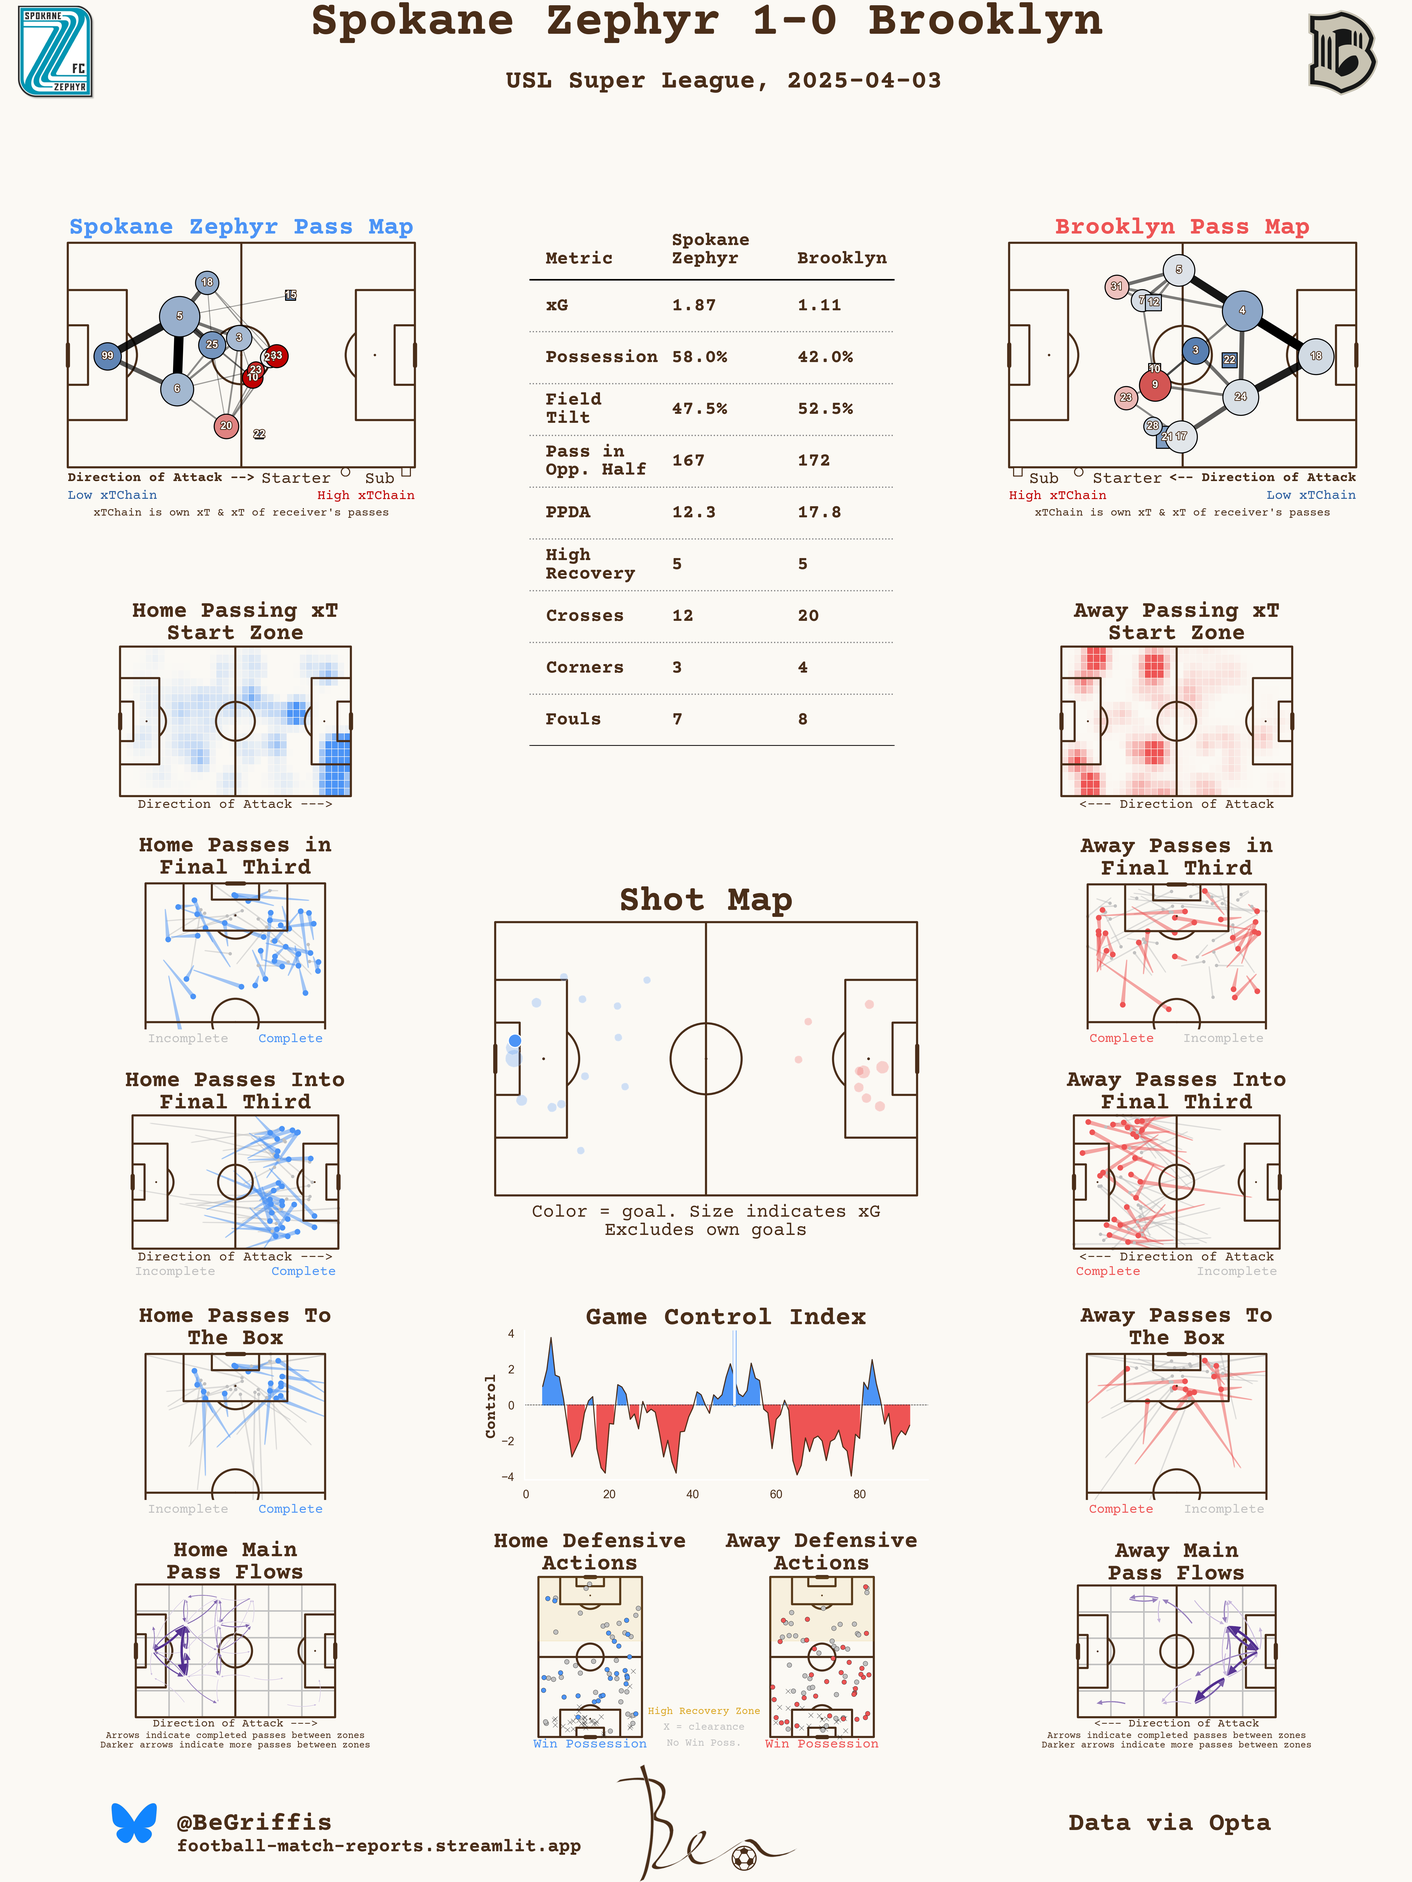 Spokane Zephyr 1-0 Brooklyn
USL Super League, 2025-04-03
SPOKANE
FC
ZEPHYR
B
Spokane Zephyr Pass Map
18
15
5
3
25
99
33
23
10
6
20
22
Direction of Attack --> Starter Sub
Low xTChain High xTChain
xTChain is own xT & xT of receiver's passes
Metric Spokane Zephyr Brooklyn
xG 1.87 1.11
Possession 58.0% 42.0%
Field Tilt 47.5% 52.5%
Pass in Opp. Half 167 172
PPDA 12.3 17.8
High Recovery 5 5
Crosses 12 20
Corners 3 4
Fouls 7 8
Brooklyn Pass Map
5
31
7 12
4
3
22
18
10
9
23
24
28
21 17
Sub Starter <-- Direction of Attack
High xTChain Low xTChain
xTChain is own xT & xT of receiver's passes
Home Passing xT
Start Zone
Direction of Attack --->
Away Passing xT
Start Zone
<--- Direction of Attack
Home Passes in
Final Third
Incomplete Complete
Away Passes in
Final Third
Complete Incomplete
Shot Map
Color = goal. Size indicates xG
Excludes own goals
Home Passes Into
Final Third
Direction of Attack --->
Incomplete Complete
Away Passes Into
Final Third
<--- Direction of Attack
Complete Incomplete
Home Passes To
The Box
Incomplete Complete
Game Control Index
Control
4
2
0
−2
−4
0 20 40 60 80
Away Passes To
The Box
Complete Incomplete
Home Main
Pass Flows
Direction of Attack --->
Arrows indicate completed passes between zones
Darker arrows indicate more passes between zones
Home Defensive
Actions
Win Possession
High Recovery Zone
X = clearance
No Win Poss.
Away Defensive
Actions
Win Possession
Away Main
Pass Flows
<--- Direction of Attack
Arrows indicate completed passes between zones
Darker arrows indicate more passes between zones
@BeGriffis
football-match-reports.streamlit.app
Ben
Data via Opta